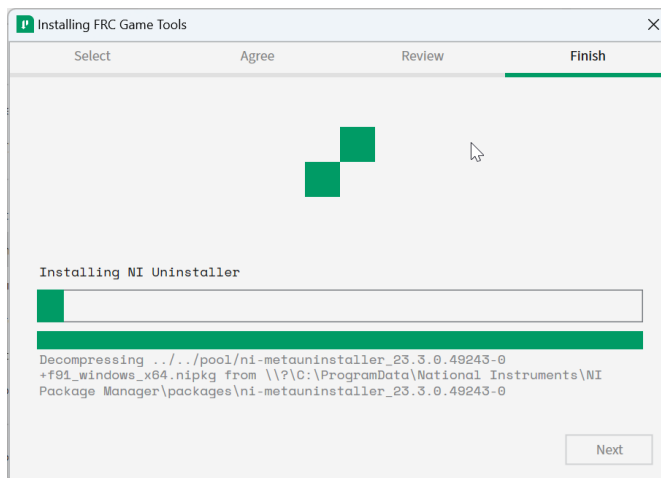 Installing FRC Game Tools
Select Agree Review Finish
Installing NI Uninstaller
Decompressing ../../pool/ni-metauninstaller_23.3.0.49243-0
+f91_windows_x64.nipkg from \\?\C:\ProgramData\National Instruments\NI
Package Manager\packages\ni-metauninstaller_23.3.0.49243-0
Next